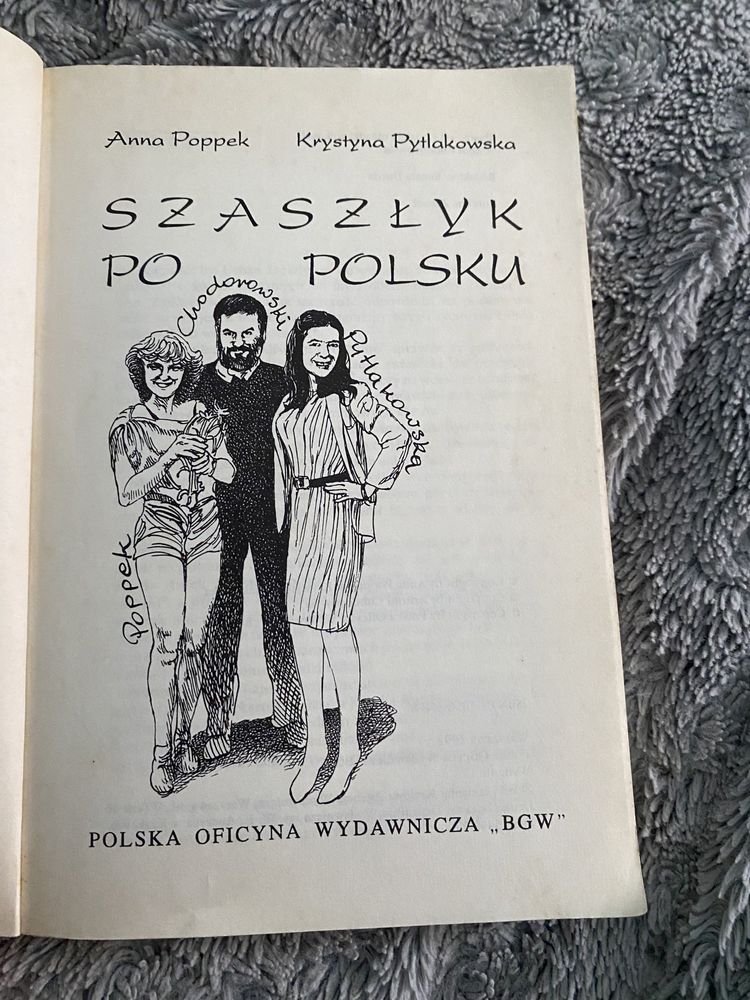 Anna Poppek Krystyna Pytlakowska
SZASZŁYK
PO POLSKU
Chodorowski
Pytlakowska
Poppek
POLSKA OFICYNA WYDAWNICZA „BGW”